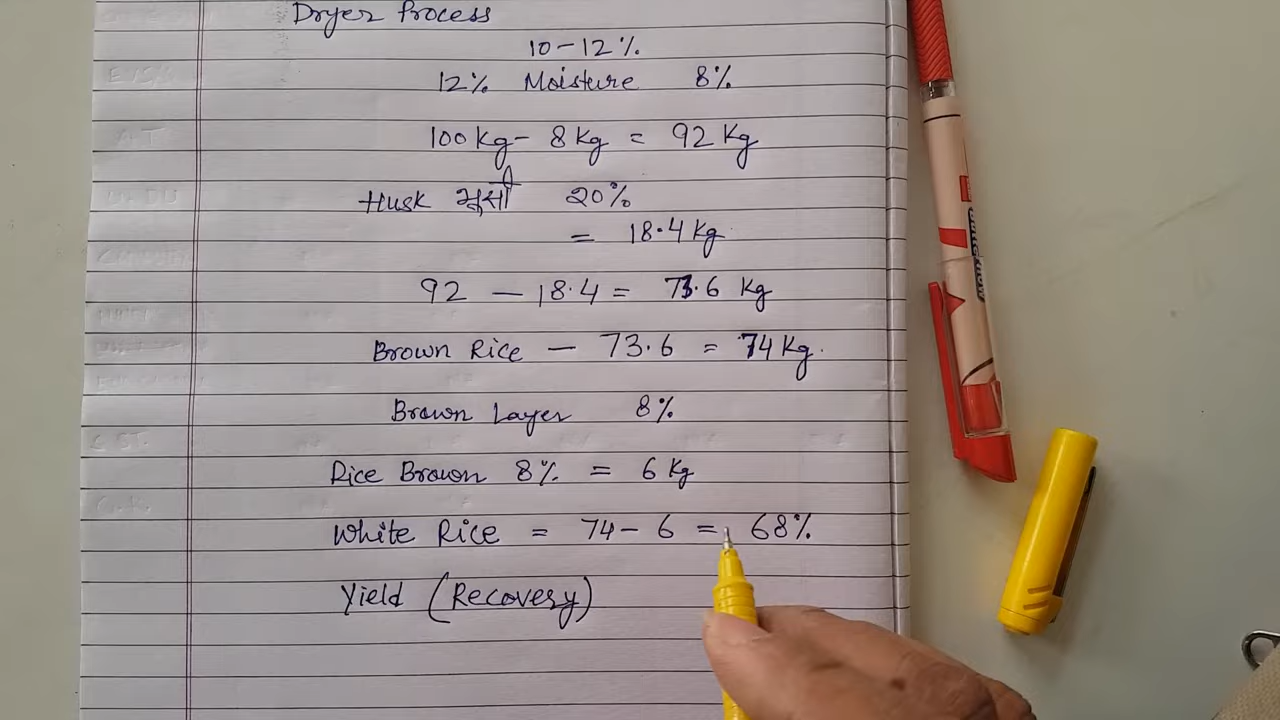 Dryer Process
10-12%
12% Moisture 8%
100 Kg - 8 Kg = 92 Kg
Husk भूसी 20%
= 18.4 Kg
92 - 18.4 = 73.6 Kg
Brown Rice - 73.6 = 74 Kg.
Brown Layer 8%
Rice Brown 8% = 6 Kg
White Rice = 74 - 6 = 68%
Yield (Recovery)